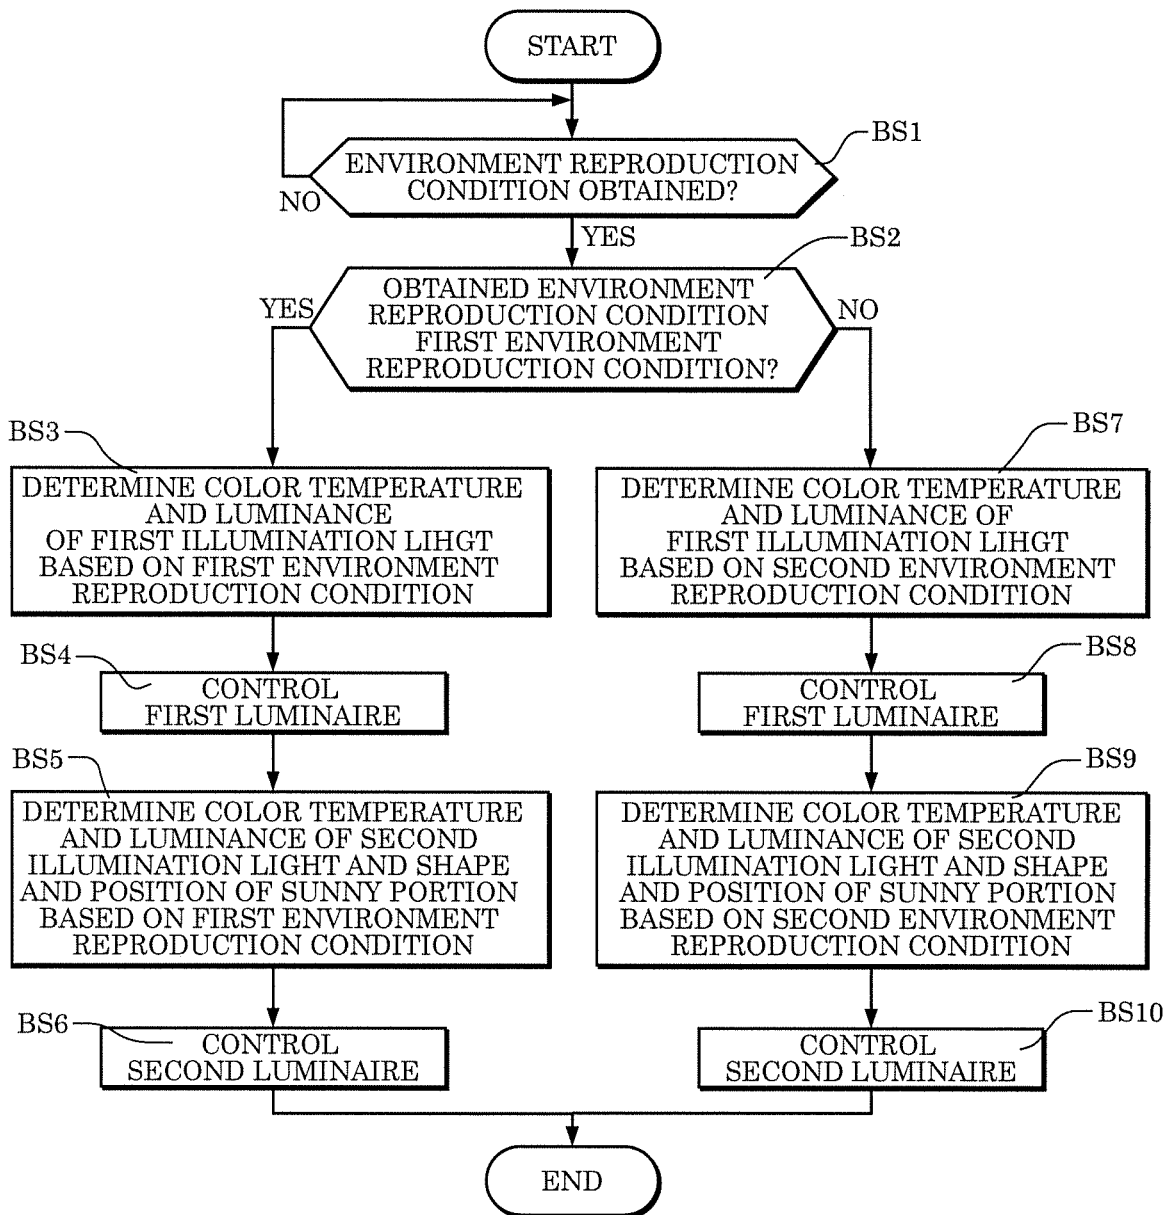 START
BS1
ENVIRONMENT REPRODUCTION
CONDITION OBTAINED?
NO
YES
BS2
OBTAINED ENVIRONMENT
REPRODUCTION CONDITION
FIRST ENVIRONMENT
REPRODUCTION CONDITION?
YES
NO
BS3
DETERMINE COLOR TEMPERATURE
AND LUMINANCE
OF FIRST ILLUMINATION LIHGT
BASED ON FIRST ENVIRONMENT
REPRODUCTION CONDITION
BS4
CONTROL
FIRST LUMINAIRE
BS5
DETERMINE COLOR TEMPERATURE
AND LUMINANCE OF SECOND
ILLUMINATION LIGHT AND SHAPE
AND POSITION OF SUNNY PORTION
BASED ON FIRST ENVIRONMENT
REPRODUCTION CONDITION
BS6
CONTROL
SECOND LUMINAIRE
BS7
DETERMINE COLOR TEMPERATURE
AND LUMINANCE OF
FIRST ILLUMINATION LIHGT
BASED ON SECOND ENVIRONMENT
REPRODUCTION CONDITION
BS8
CONTROL
FIRST LUMINAIRE
BS9
DETERMINE COLOR TEMPERATURE
AND LUMINANCE OF SECOND
ILLUMINATION LIGHT AND SHAPE
AND POSITION OF SUNNY PORTION
BASED ON SECOND ENVIRONMENT
REPRODUCTION CONDITION
BS10
CONTROL
SECOND LUMINAIRE
END